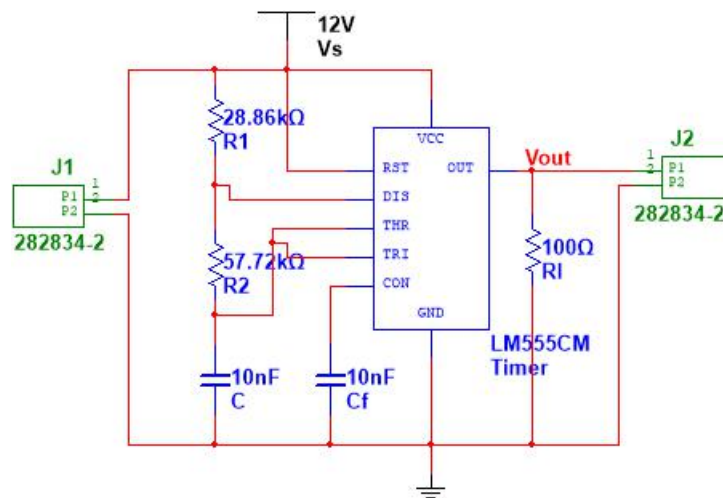 12V
Vs
28.86kΩ
R1
VCC
J1
P1
1
P2
2
282834-2
RST
OUT
Vout
J2
1
P1
2
P2
282834-2
DIS
THR
TRI
CON
GND
57.72kΩ
R2
100Ω
Rl
LM555CM
Timer
10nF
C
10nF
Cf